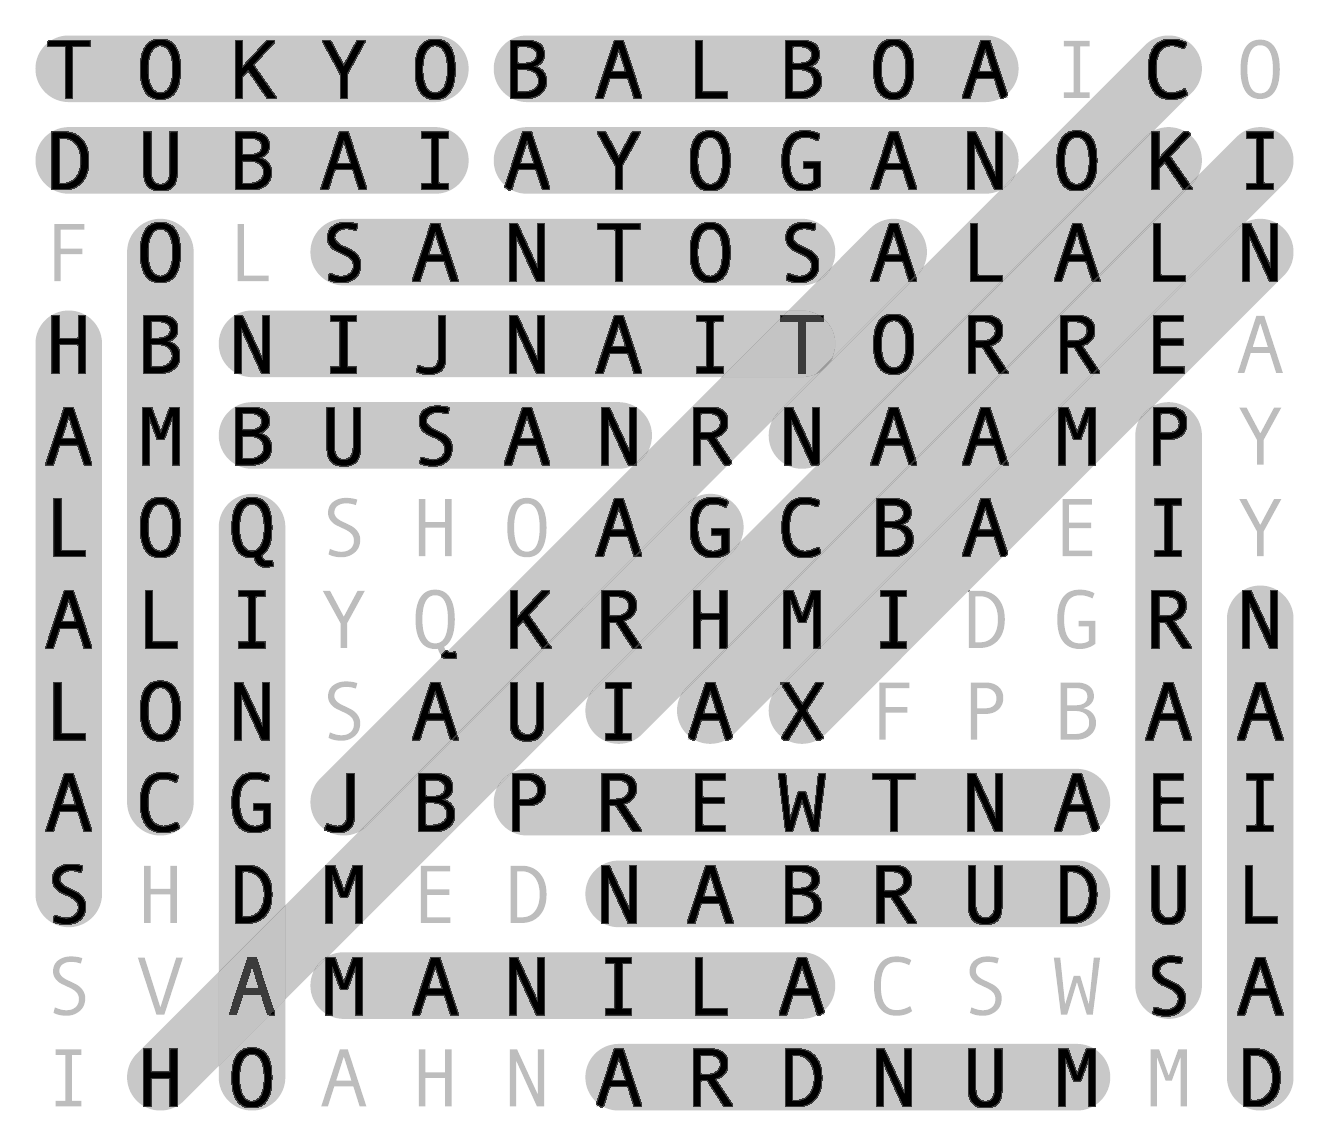 T O K Y O B A L B O A I C O
D U B A I A Y O G A N O K I
F O L S A N T O S A L A L N
H B N I J N A I T O R R E A
A M B U S A N R N A A M P Y
L O Q S H O A G C B A E I Y
A L I Y Q K R H M I D G R N
L O N S A U I A X F P B A A
A C G J B P R E W T N A E I
S H D M E D N A B R U D U L
S V A M A N I L A C S W S A
I H O A H N A R D N U M M D